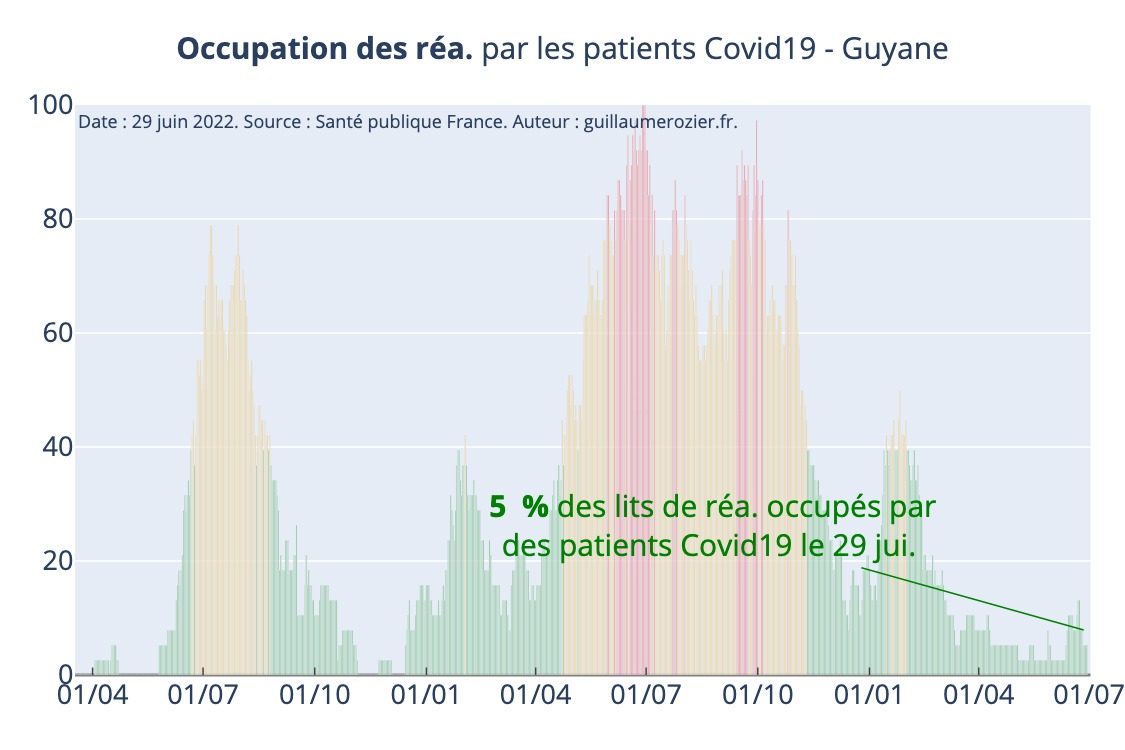 Occupation des réa. par les patients Covid19 - Guyane
100
Date : 29 juin 2022. Source : Santé publique France. Auteur : guillaumerozier.fr.
80
60
40
5 % des lits de réa. occupés par
des patients Covid19 le 29 jui.
20
0
01/04 01/07 01/10 01/01 01/04 01/07 01/10 01/01 01/04 01/07